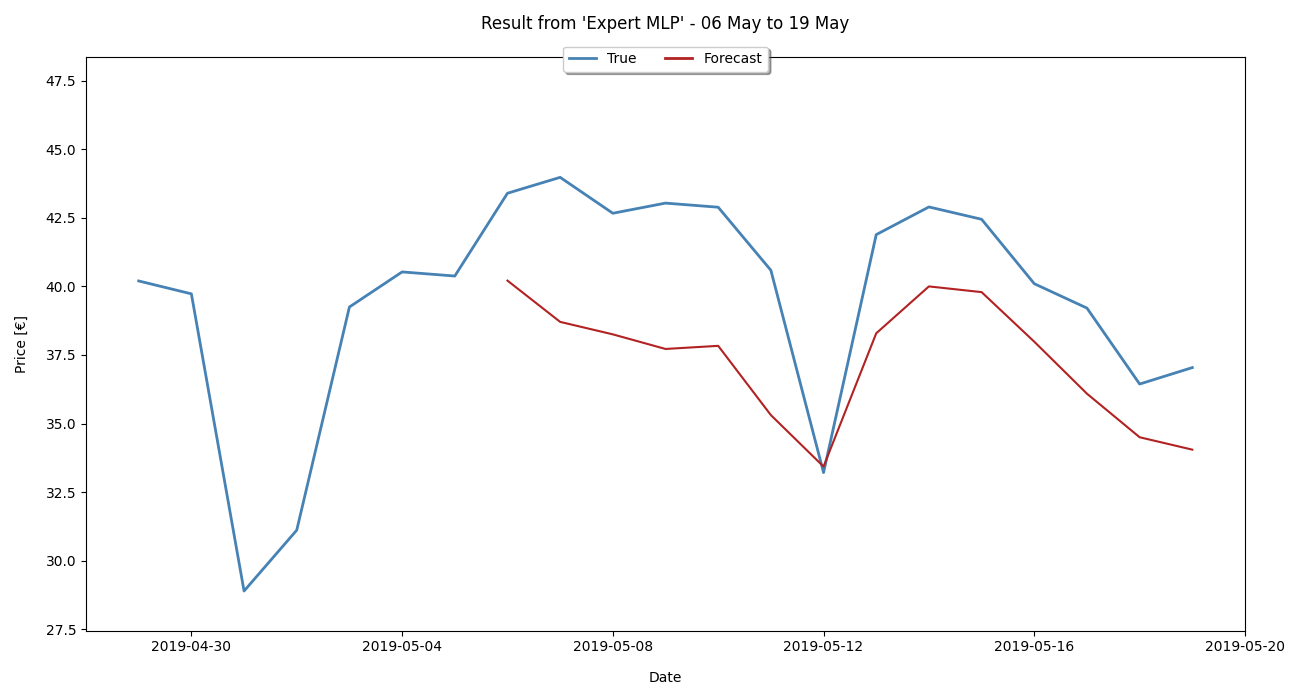 Result from 'Expert MLP' - 06 May to 19 May
True Forecast
47.5
45.0
42.5
40.0
37.5
35.0
32.5
30.0
27.5
Price [€]
2019-04-30 2019-05-04 2019-05-08 2019-05-12 2019-05-16 2019-05-20
Date